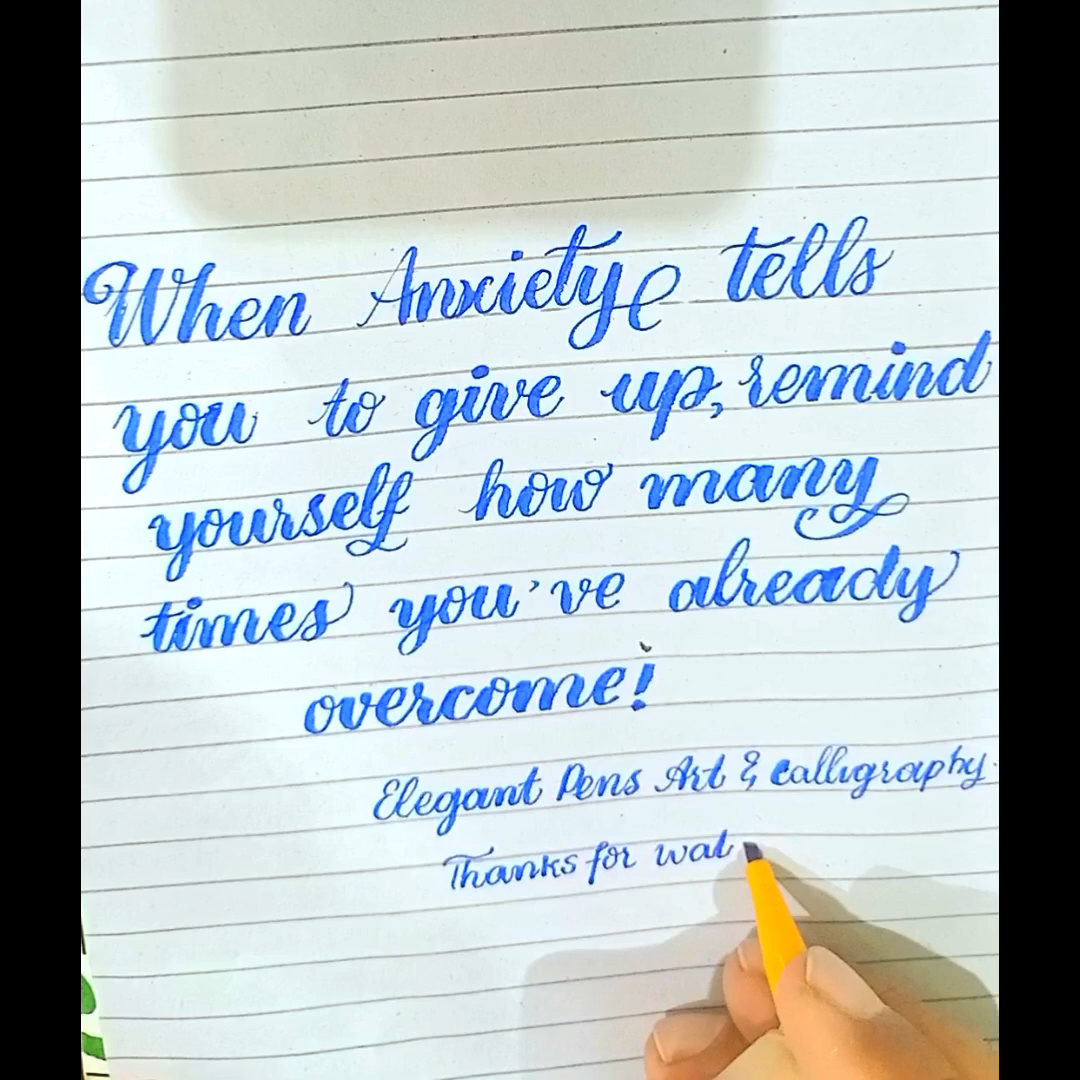 When Anxiety tells
you to give up, remind
yourself how many
times you've already
overcome!
Elegant Pens Art & calligraphy.
Thanks for wat